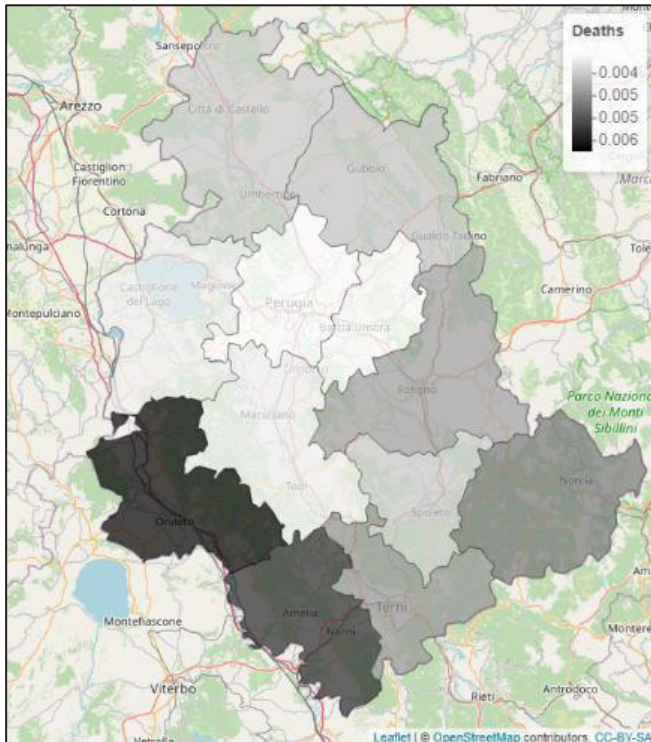 Deaths
0.004
0.005
0.005
0.006
Sansepolcro
Arezzo
Città di Castello
Castiglion
Fiorentino
Gubbio
Fabriano
Umbertide
Cortona
Gualdo Tadino
Camerino
Castiglione
del Lago
Magione
Perugia
Bastia Umbra
Montepulciano
Foligno
Parco Naziona
dei Monti
Sibillini
Marsciano
Todi
Spoleto
Norcia
Orvieto
Amelia
Terni
Narni
Montefiascone
Viterbo
Rieti
Antrodoco
Vetralla
Leaflet | © OpenStreetMap contributors, CC-BY-SA